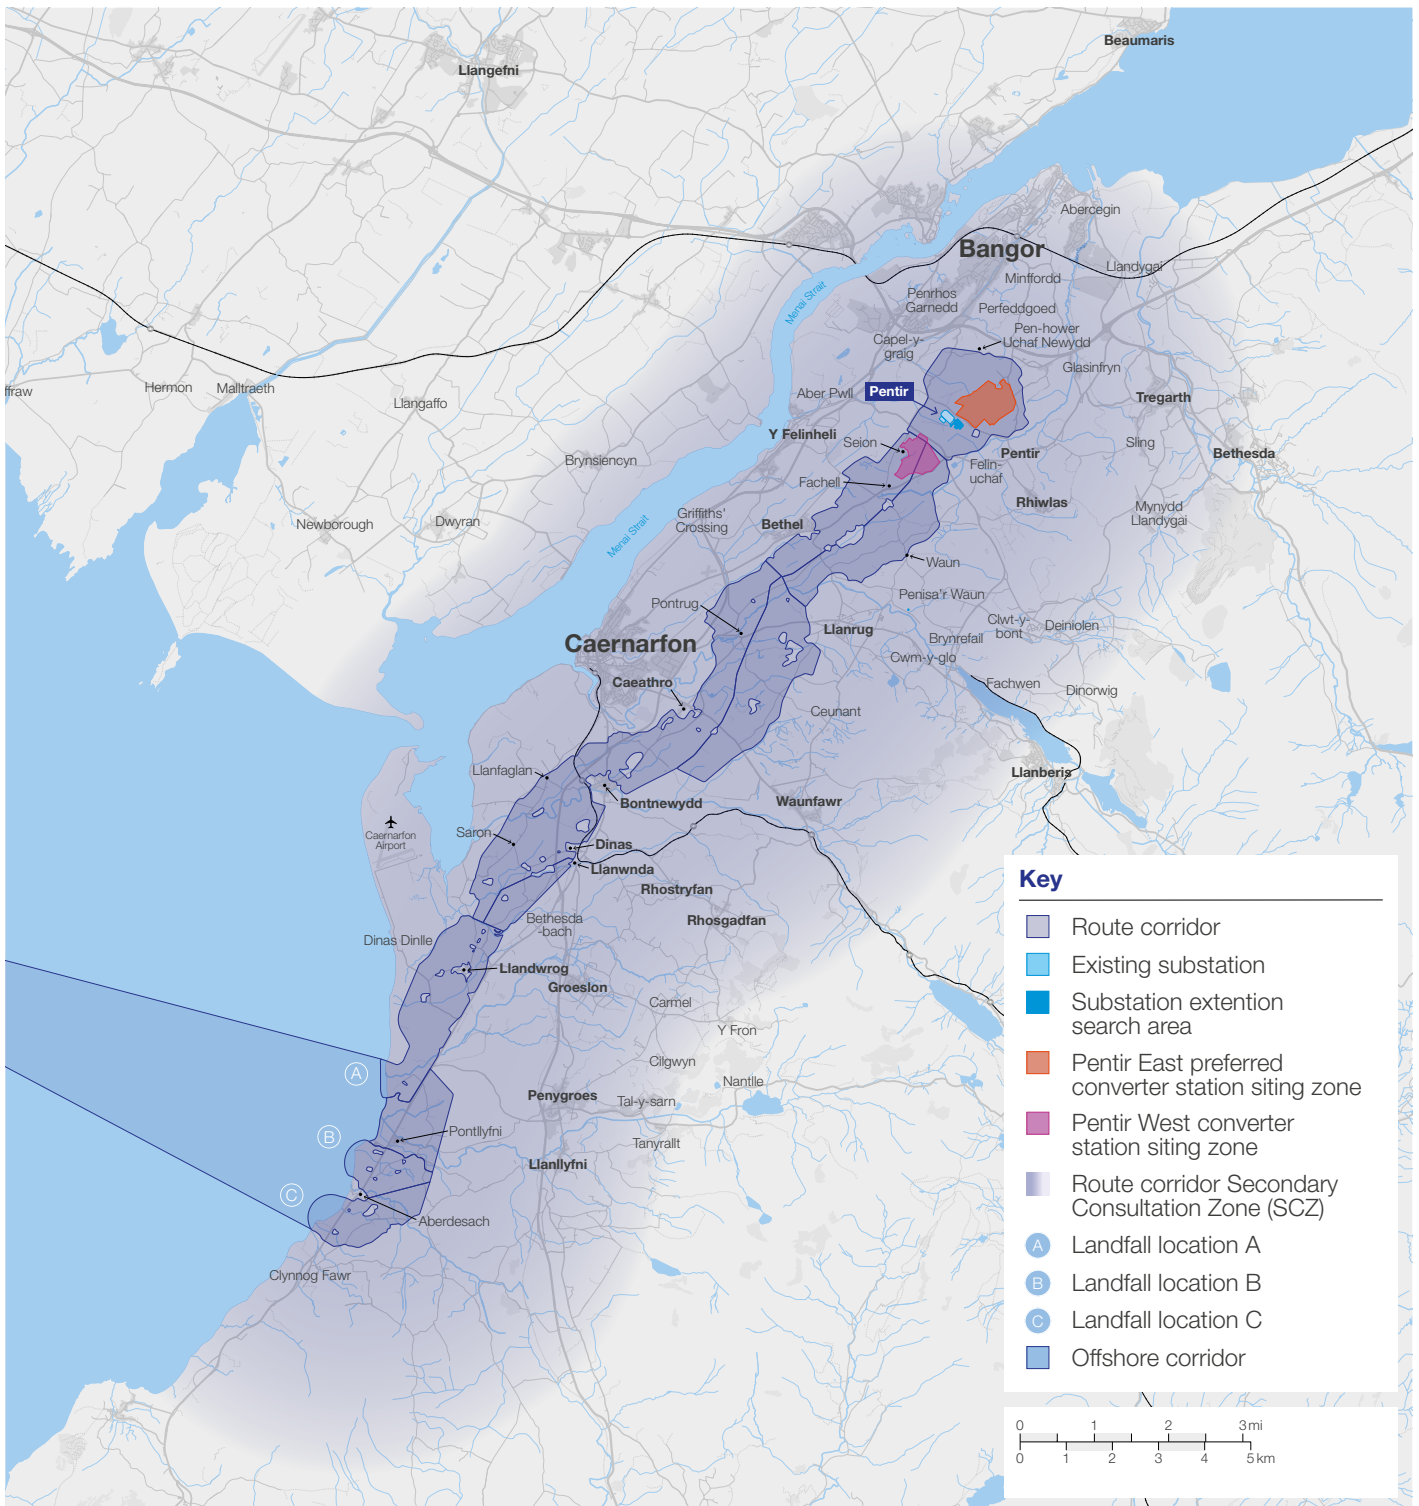 Beaumaris
Llangefni
Abercegin
Bangor
Llandygai
Minffordd
Menai Strait
Penrhos
Garnedd
Perfeddgoed
Pen-hower
Uchaf Newydd
Capel-y-
graig
Glasinfryn
ffraw
Hermon
Malltraeth
Llangaffo
Aber Pwll
Pentir
Tregarth
Y Felinheli
Seion
Sling
Bethesda
Pentir
Brynsiencyn
Felin-
uchaf
Fachell
Rhiwlas
Mynydd
Llandygai
Newborough
Dwyran
Menai Strait
Griffiths'
Crossing
Bethel
Waun
Penisa'r Waun
Pontrug
Llanrug
Clwt-y-
bont
Deiniolen
Brynrefail
Caernarfon
Cwm-y-glo
Caeathro
Fachwen
Dinorwig
Ceunant
Llanfaglan
Llanberis
Bontnewydd
Waunfawr
Saron
Caernarfon
Airport
Dinas
Llanwnda
Rhostryfan
Rhosgadfan
Bethesda
-bach
Dinas Dinlle
Llandwrog
Groeslon
Carmel
Y Fron
Cilgwyn
A
Nantlle
Penygroes
Tal-y-sarn
B
Pontllyfni
Tanyrallt
Llanllyfni
C
Aberdesach
Clynnog Fawr
Key
Route corridor
Existing substation
Substation extention
search area
Pentir East preferred
converter station siting zone
Pentir West converter
station siting zone
Route corridor Secondary
Consultation Zone (SCZ)
A Landfall location A
B Landfall location B
C Landfall location C
Offshore corridor
0 1 2 3 mi
0 1 2 3 4 5 km